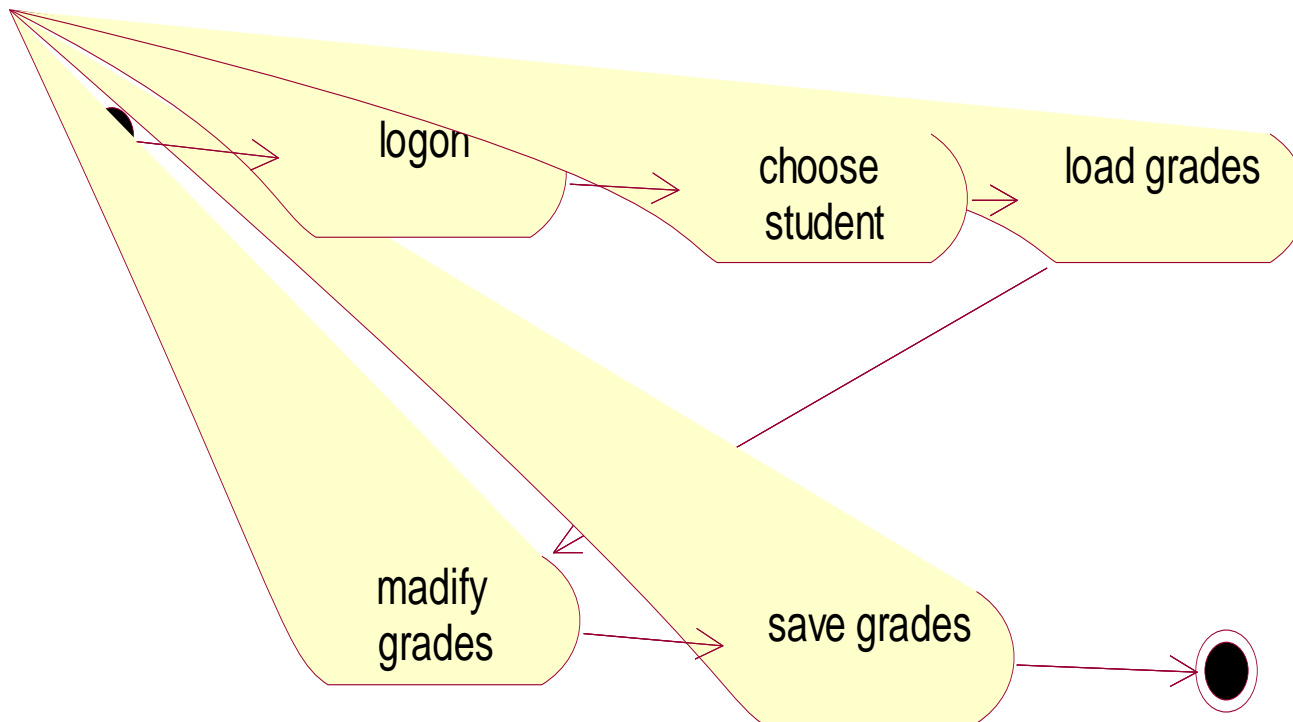 logon
choose
student
load grades
madify
grades
save grades